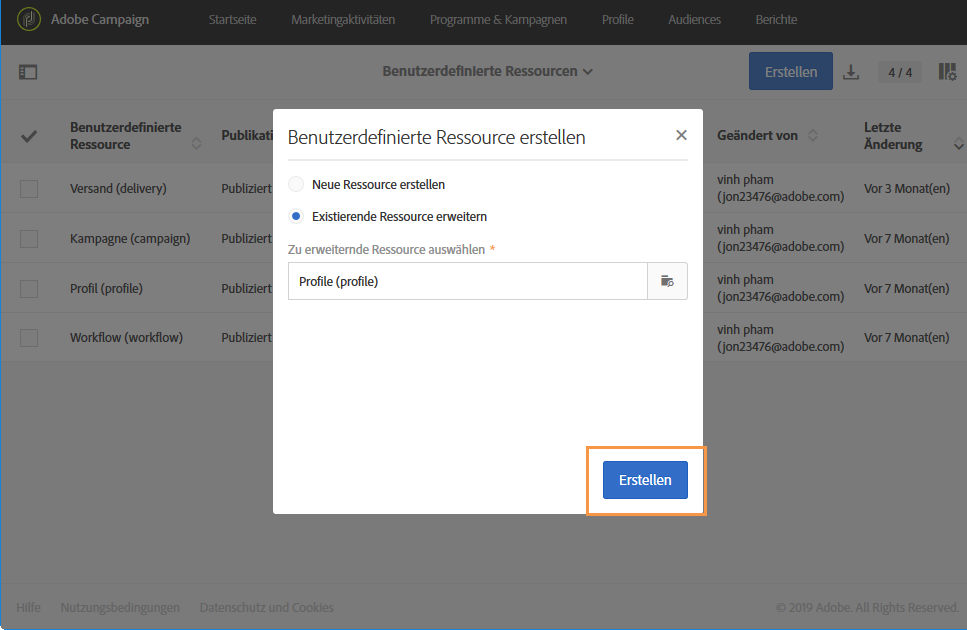 Adobe Campaign Startseite Marketingaktivitäten Programme & Kampagnen Profile Audiences Berichte
Benutzerdefinierte Ressourcen Erstellen 4 / 4
Benutzerdefinierte
Ressource
Publikati
Geändert von
Letzte
Änderung
Versand (delivery) Publiziert
vinh pham
(jon23476@adobe.com)
Vor 3 Monat(en)
Kampagne (campaign) Publiziert
vinh pham
(jon23476@adobe.com)
Vor 7 Monat(en)
Profil (profile) Publiziert
vinh pham
(jon23476@adobe.com)
Vor 7 Monat(en)
Workflow (workflow) Publiziert
vinh pham
(jon23476@adobe.com)
Vor 7 Monat(en)
Benutzerdefinierte Ressource erstellen
Neue Ressource erstellen
Existierende Ressource erweitern
Zu erweiternde Ressource auswählen *
Profile (profile)
Erstellen
Hilfe Nutzungsbedingungen Datenschutz und Cookies © 2019 Adobe. All Rights Reserved.